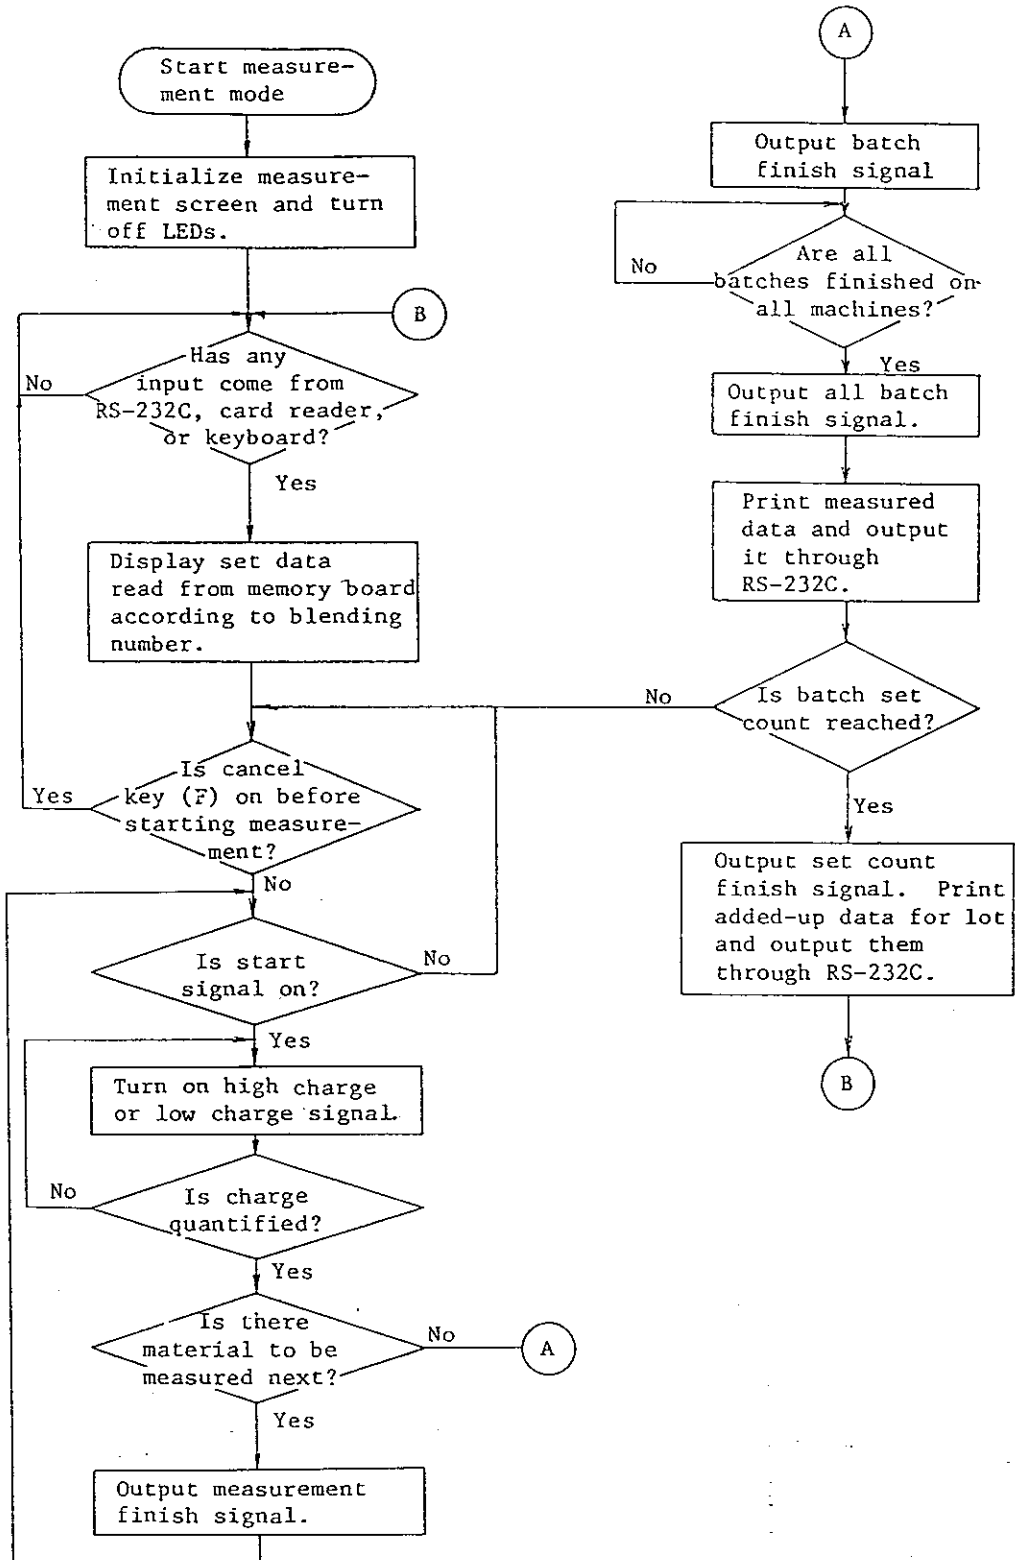 Start measure-
ment mode
Initialize measure-
ment screen and turn
off LEDs.
B
Has any
input come from
RS-232C, card reader,
or keyboard?
No
Yes
Display set data
read from memory board
according to blending
number.
Is cancel
key (F) on before
starting measure-
ment?
Yes
No
Is start
signal on?
No
Yes
Turn on high charge
or low charge signal.
Is charge
quantified?
No
Yes
Is there
material to be
measured next?
No
A
Yes
Output measurement
finish signal.
A
Output batch
finish signal
Are all
batches finished on
all machines?
No
Yes
Output all batch
finish signal.
Print measured
data and output
it through
RS-232C.
Is batch set
count reached?
No
Yes
Output set count
finish signal. Print
added-up data for lot
and output them
through RS-232C.
B